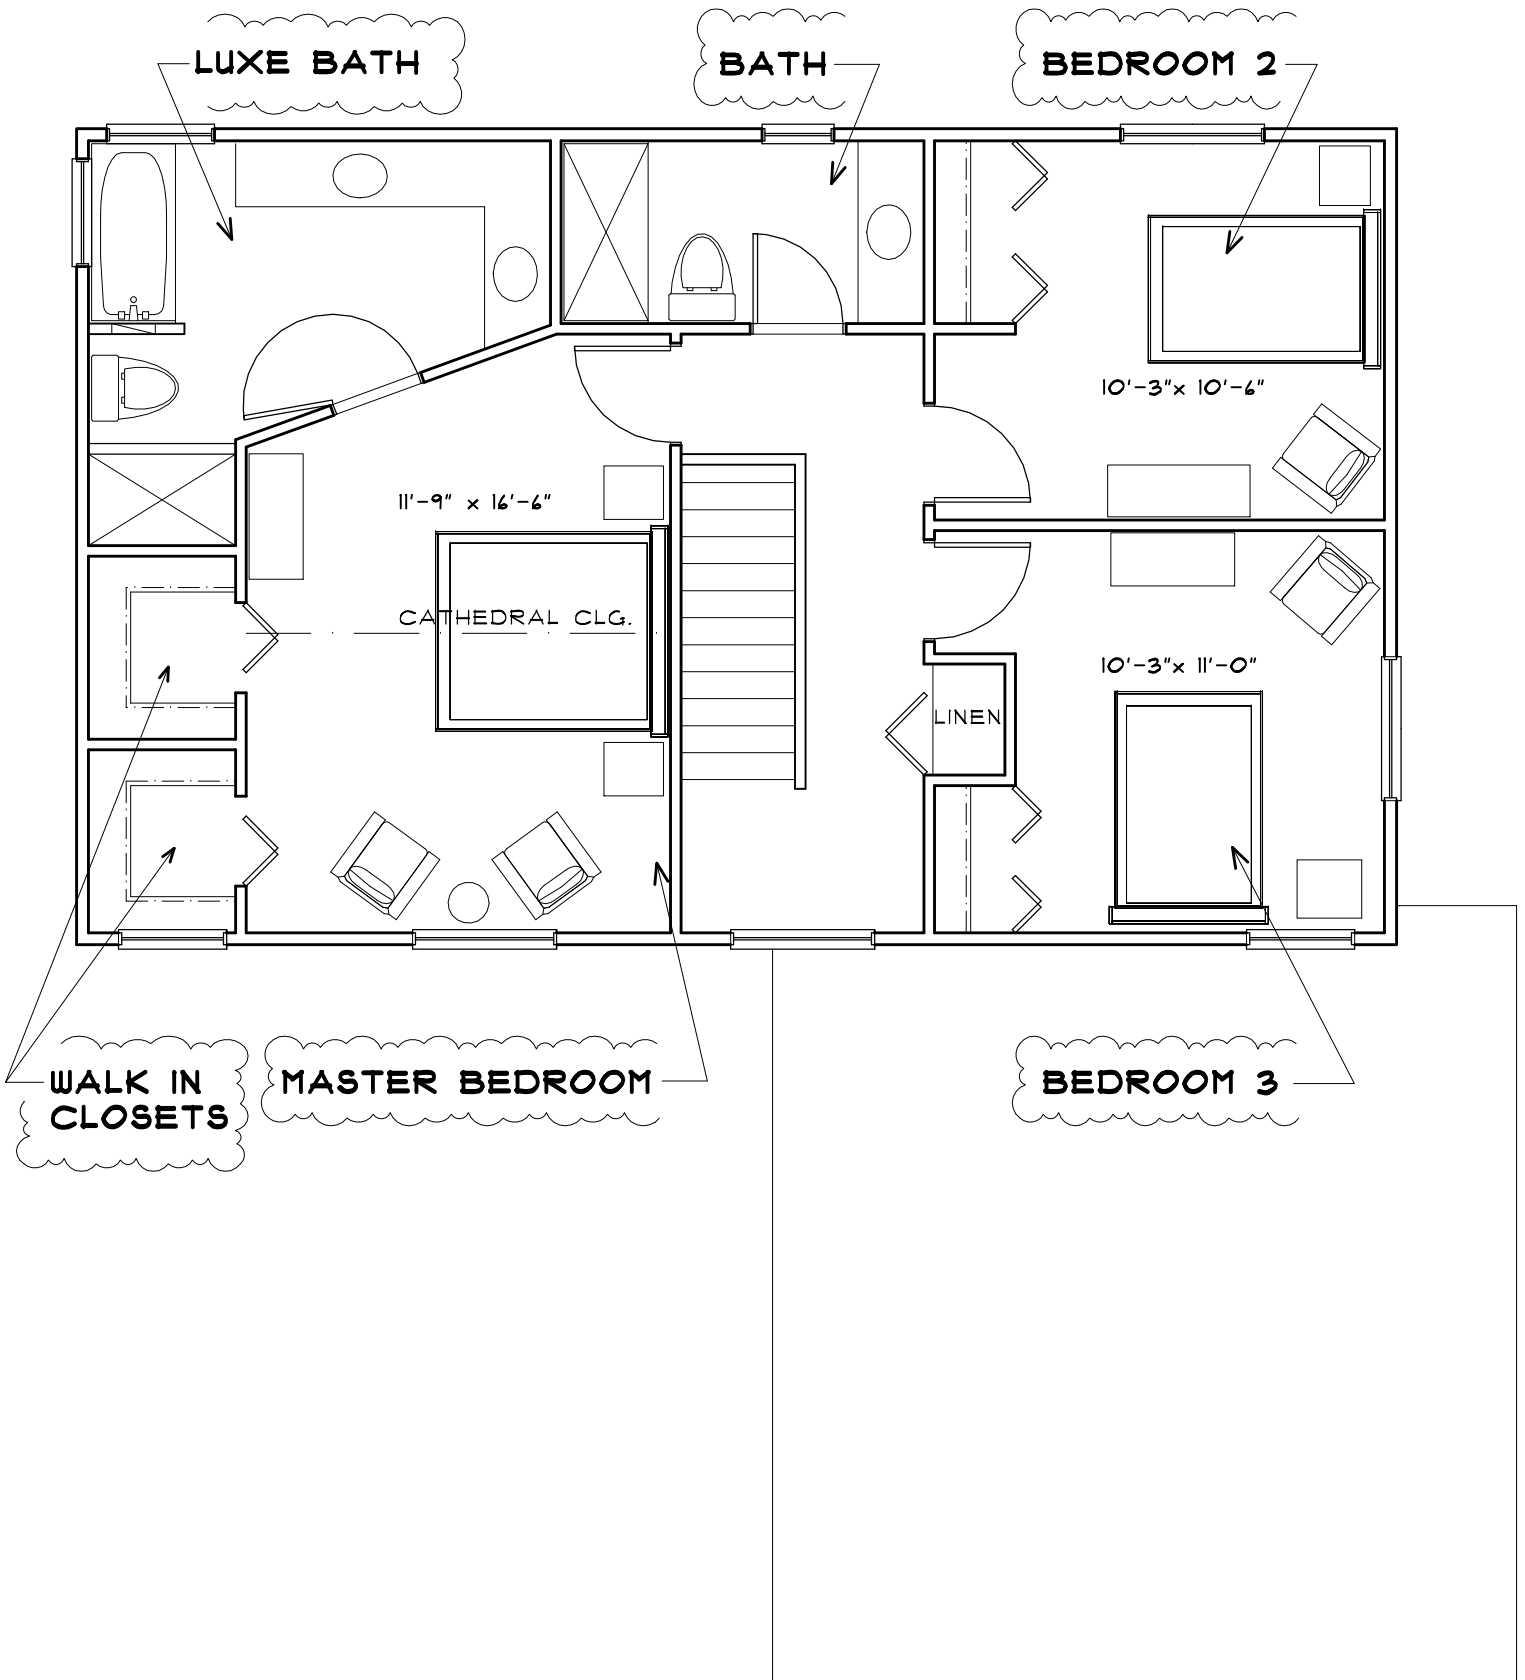 LUXE BATH
BATH
BEDROOM 2
10'-3"x 10'-6"
11'-9" x 16'-6"
CATHEDRAL CLG.
10'-3"x 11'-0"
LINEN
WALK IN
CLOSETS
MASTER BEDROOM
BEDROOM 3